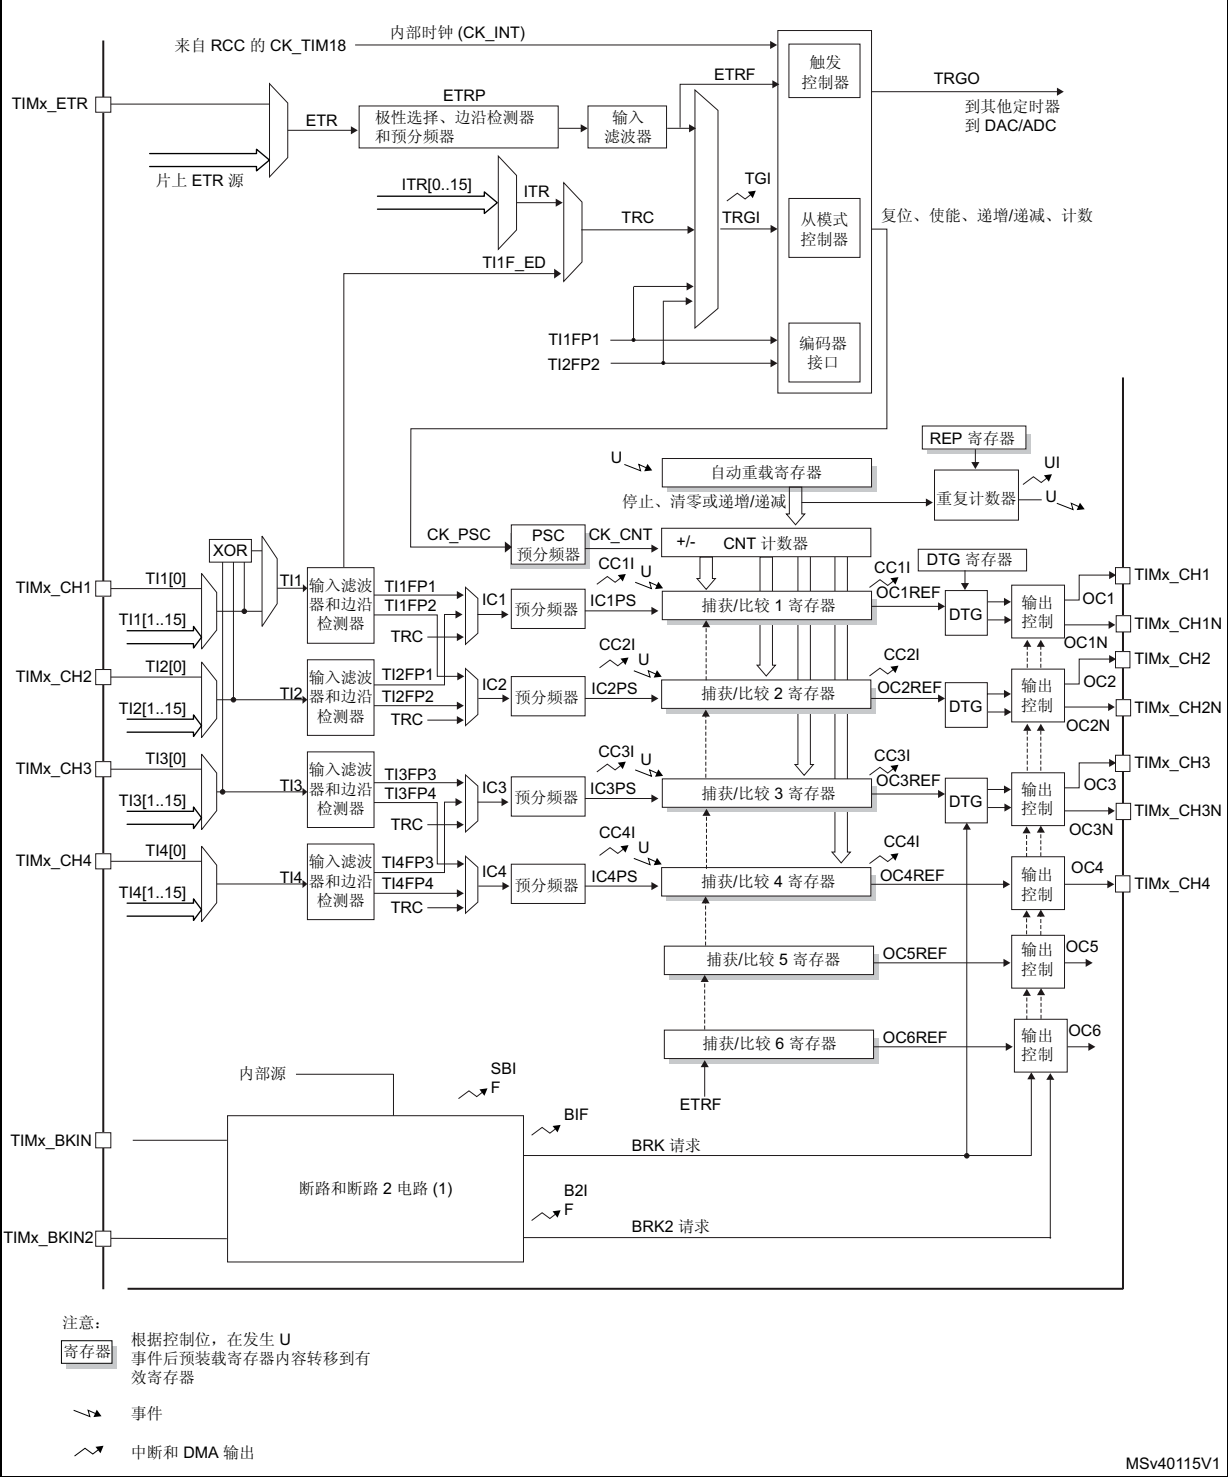 内部时钟 (CK_INT)
来自 RCC 的 CK_TIM18
触发
控制器
ETRF
TRGO
到其他定时器
到 DAC/ADC
TIMx_ETR
ETR
ETRP
极性选择、边沿检测器
和预分频器
输入
滤波器
片上 ETR 源
ITR[0..15]
ITR
TRC
TGI
TRGI
从模式
控制器
复位、使能、递增/递减、计数
TI1F_ED
TI1FP1
TI2FP2
编码器
接口
REP 寄存器
U
自动重载寄存器
停止、清零或递增/递减
重复计数器
UI
U
CK_PSC
PSC
预分频器
CK_CNT
+/-
CNT 计数器
DTG 寄存器
XOR
TIMx_CH1
TI1[0]
TI1[1..15]
TI1
输入滤波
器和边沿
检测器
TI1FP1
TI1FP2
TRC
IC1
预分频器
IC1PS
CC1I
U
捕获/比较 1 寄存器
CC1I
OC1REF
DTG
输出
控制
OC1
OC1N
TIMx_CH1
TIMx_CH1N
TIMx_CH2
TI2[0]
TI2[1..15]
TI2
输入滤波
器和边沿
检测器
TI2FP1
TI2FP2
TRC
IC2
预分频器
IC2PS
CC2I
U
捕获/比较 2 寄存器
CC2I
OC2REF
DTG
输出
控制
OC2
OC2N
TIMx_CH2
TIMx_CH2N
TIMx_CH3
TI3[0]
TI3[1..15]
TI3
输入滤波
器和边沿
检测器
TI3FP3
TI3FP4
TRC
IC3
预分频器
IC3PS
CC3I
U
捕获/比较 3 寄存器
CC3I
OC3REF
DTG
输出
控制
OC3
OC3N
TIMx_CH3
TIMx_CH3N
TIMx_CH4
TI4[0]
TI4[1..15]
TI4
输入滤波
器和边沿
检测器
TI4FP3
TI4FP4
TRC
IC4
预分频器
IC4PS
CC4I
U
捕获/比较 4 寄存器
CC4I
OC4REF
输出
控制
OC4
TIMx_CH4
捕获/比较 5 寄存器
OC5REF
输出
控制
OC5
捕获/比较 6 寄存器
OC6REF
输出
控制
OC6
ETRF
内部源
SBI
F
TIMx_BKIN
BIF
BRK 请求
断路和断路 2 电路 (1)
B2I
F
TIMx_BKIN2
BRK2 请求
注意：
寄存器
根据控制位，在发生 U
事件后预装载寄存器内容转移到有
效寄存器
事件
中断和 DMA 输出
MSv40115V1